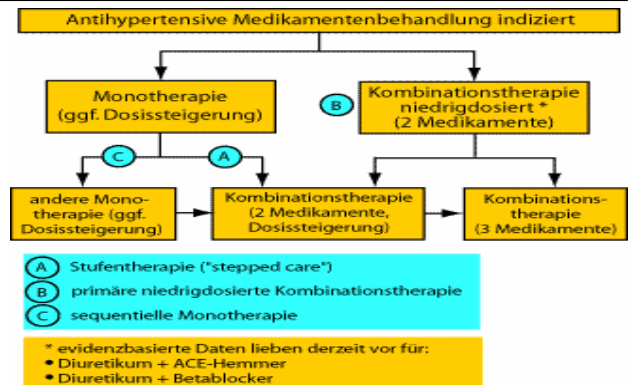 Antihypertensive Medikamentenbehandlung indiziert
Monotherapie
(ggf. Dosissteigerung)
B
Kombinationstherapie
niedrigdosiert *
(2 Medikamente)
C
A
andere Mono-
therapie (ggf.
Dosissteigerung)
Kombinationstherapie
(2 Medikamente,
Dosissteigerung)
Kombinations-
therapie
(3 Medikamente)
A Stufentherapie ("stepped care")
B primäre niedrigdosierte Kombinationstherapie
C sequentielle Monotherapie
* evidenzbasierte Daten lieben derzeit vor für:
• Diuretikum + ACE-Hemmer
• Diuretikum + Betablocker